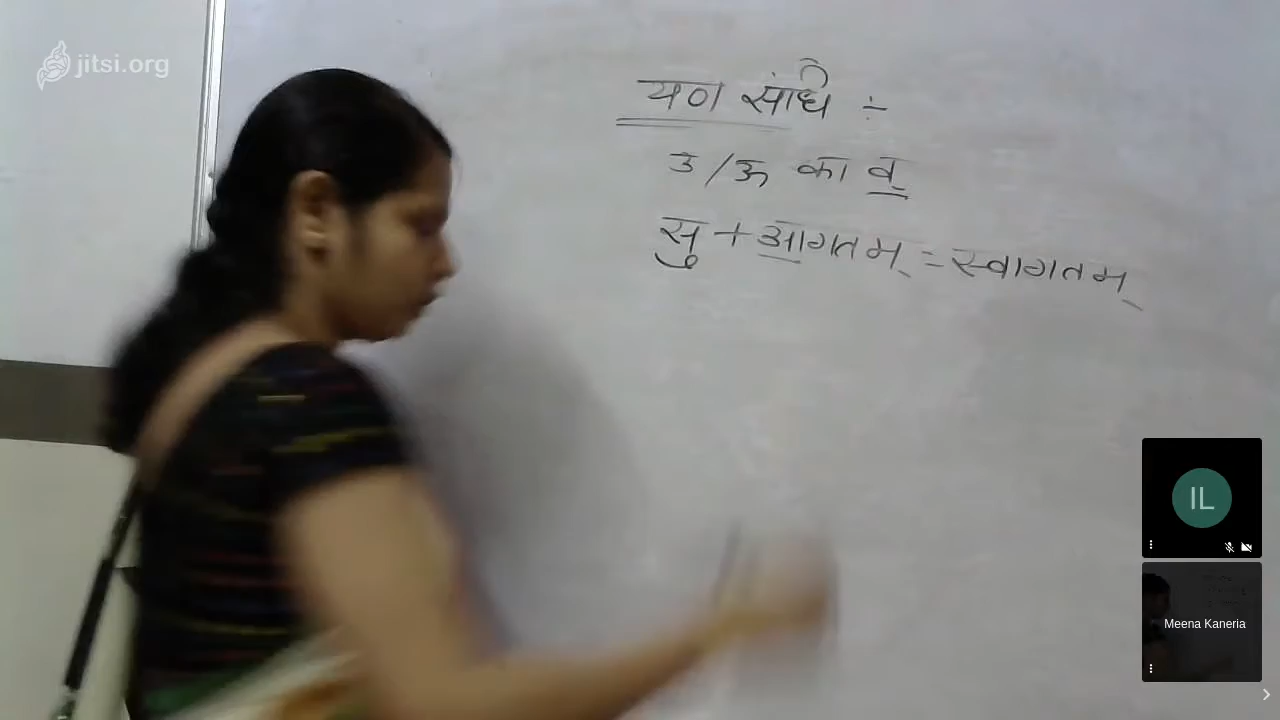 jitsi.org
यण संधि ÷
उ/ऊ का व्
सु + आगतम् = स्वागतम्
IL
Meena Kaneria